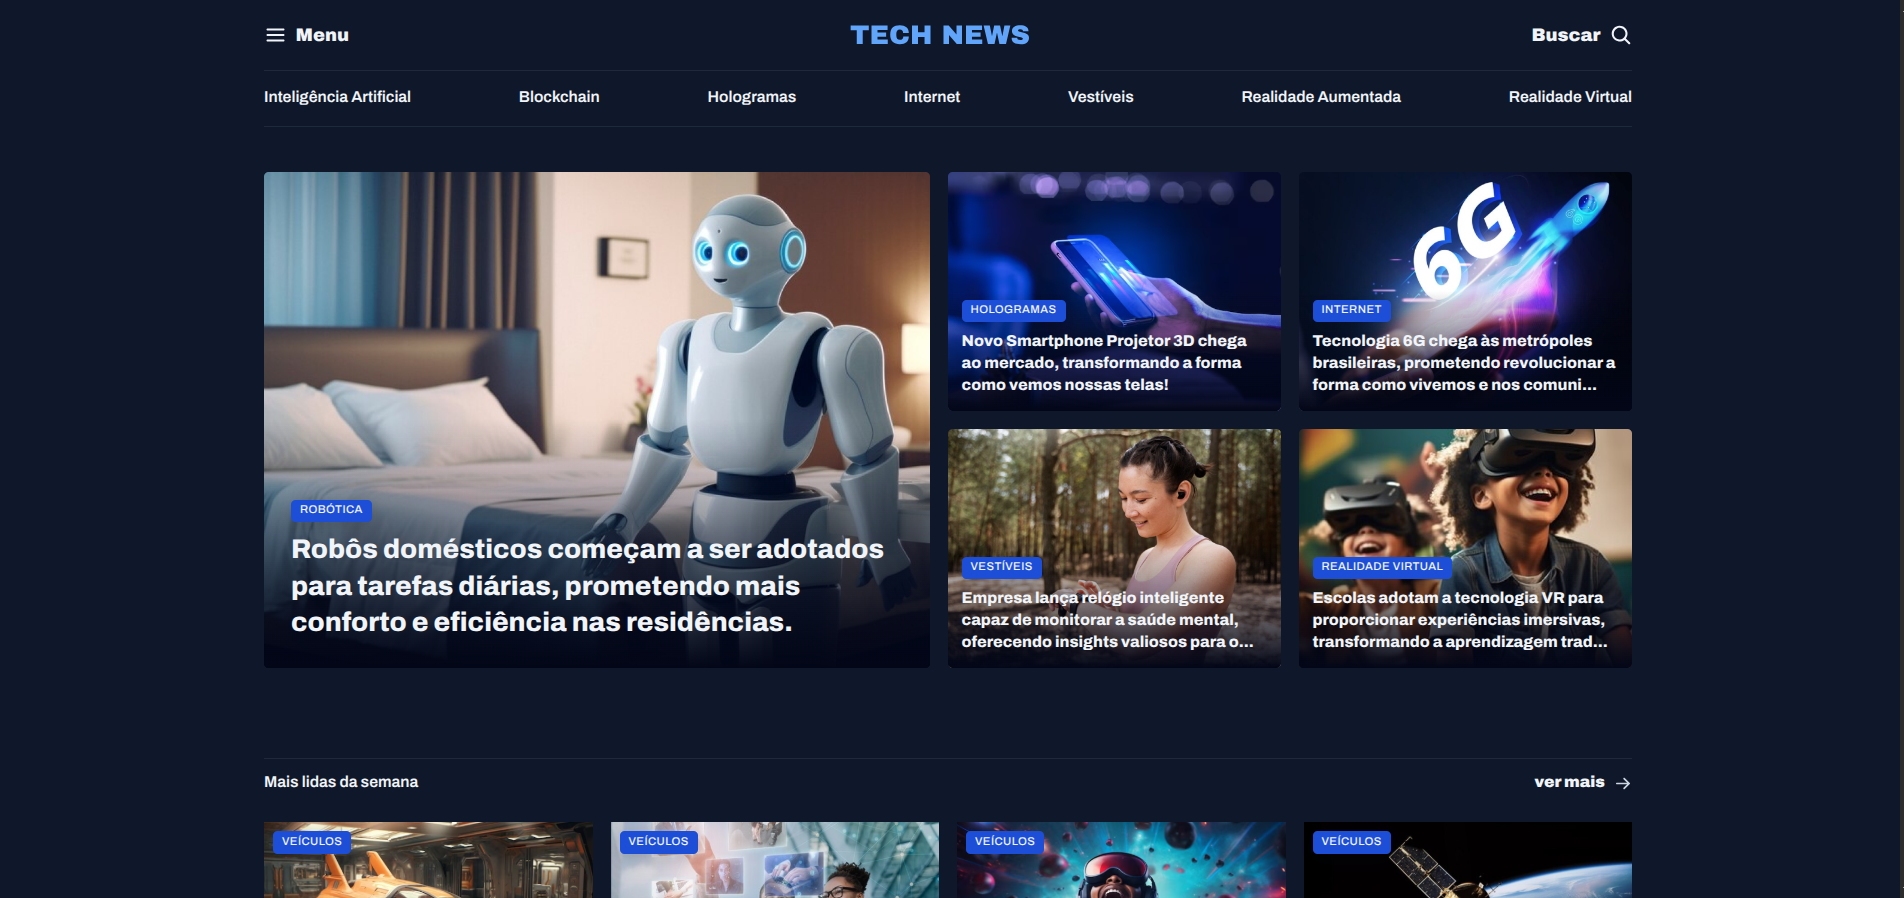 Menu
TECH NEWS
Buscar
Inteligência Artificial
Blockchain
Hologramas
Internet
Vestíveis
Realidade Aumentada
Realidade Virtual
ROBÓTICA
Robôs domésticos começam a ser adotados
para tarefas diárias, prometendo mais
conforto e eficiência nas residências.
HOLOGRAMAS
Novo Smartphone Projetor 3D chega
ao mercado, transformando a forma
como vemos nossas telas!
6G
INTERNET
Tecnologia 6G chega às metrópoles
brasileiras, prometendo revolucionar a
forma como vivemos e nos comuni...
VESTÍVEIS
Empresa lança relógio inteligente
capaz de monitorar a saúde mental,
oferecendo insights valiosos para o...
REALIDADE VIRTUAL
Escolas adotam a tecnologia VR para
proporcionar experiências imersivas,
transformando a aprendizagem trad...
Mais lidas da semana
ver mais
VEÍCULOS
VEÍCULOS
VEÍCULOS
VEÍCULOS